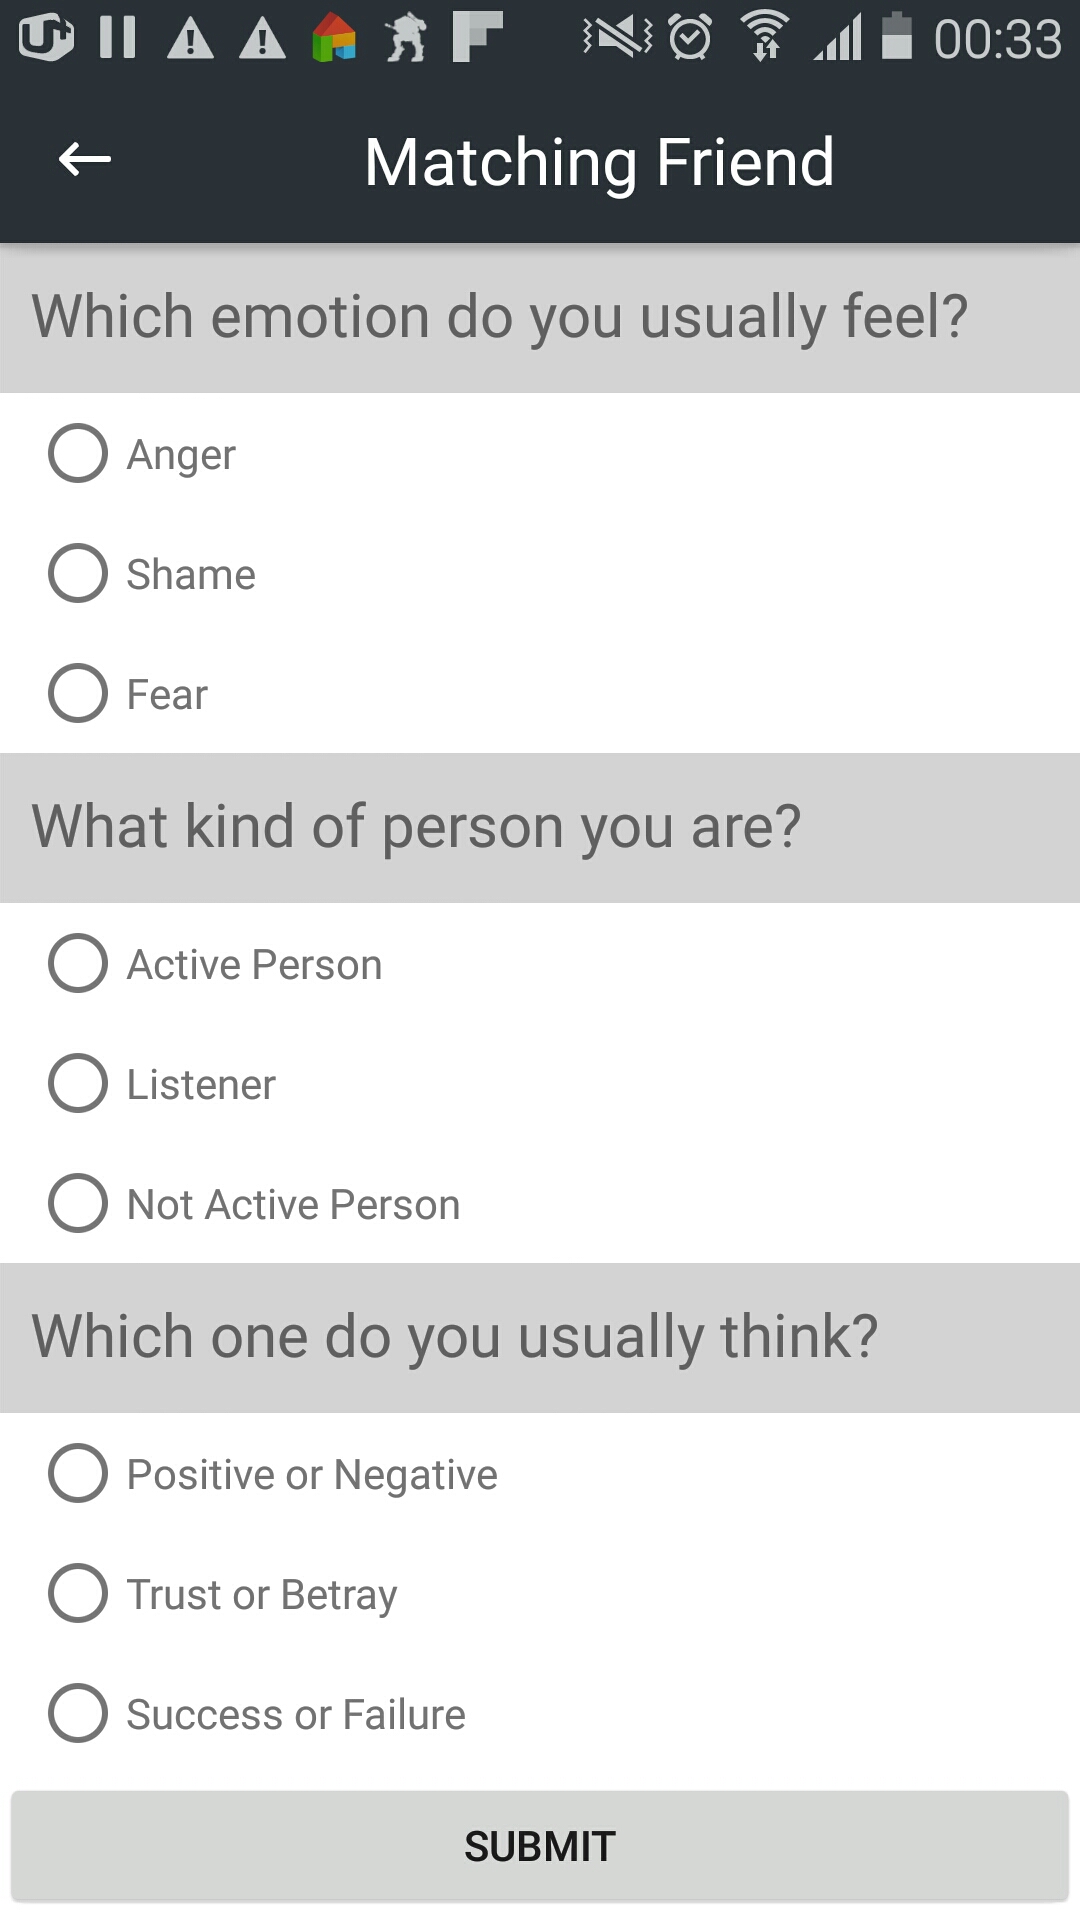 00:33
Matching Friend
Which emotion do you usually feel?
Anger
Shame
Fear
What kind of person you are?
Active Person
Listener
Not Active Person
Which one do you usually think?
Positive or Negative
Trust or Betray
Success or Failure
SUBMIT